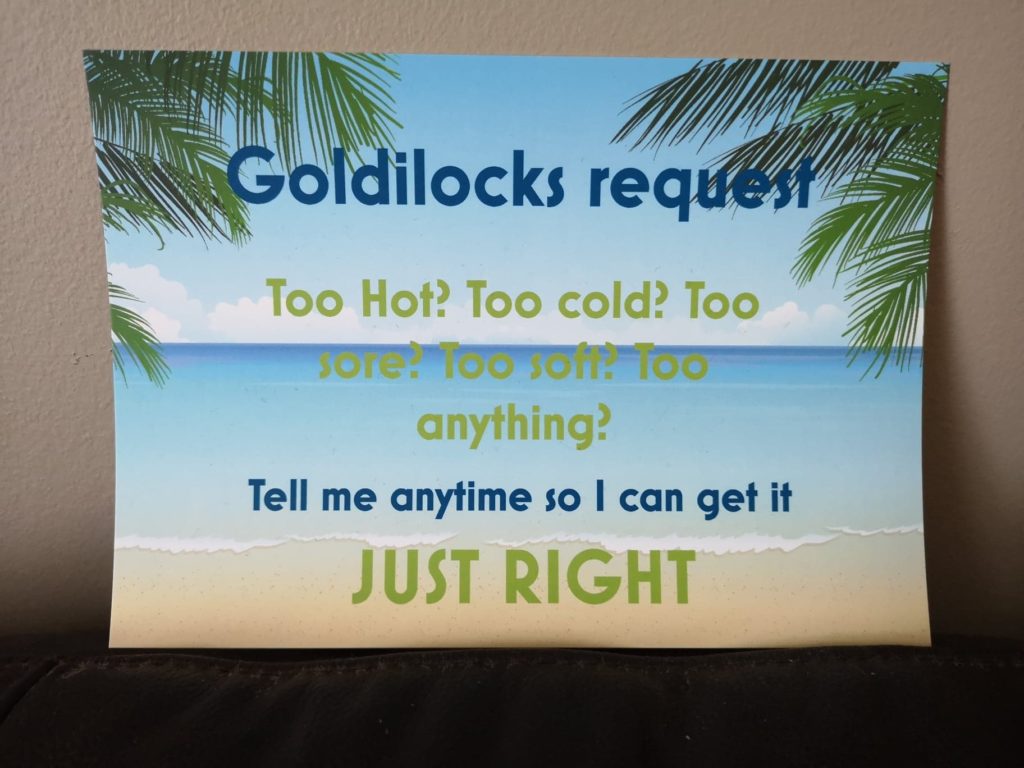 Goldilocks request
Too Hot? Too cold? Too
sore? Too soft? Too
anything?
Tell me anytime so I can get it
JUST RIGHT